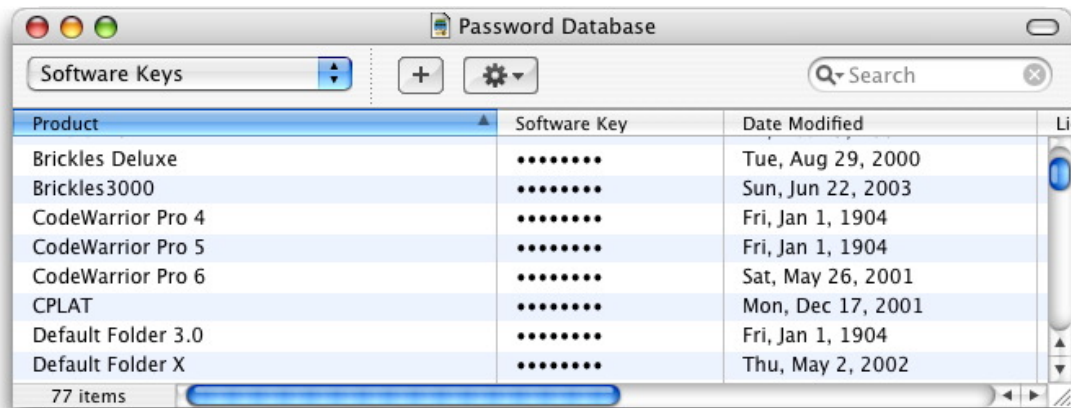 Password Database
Software Keys + Search
Product Software Key Date Modified Li
Brickles Deluxe •••••••• Tue, Aug 29, 2000
Brickles3000 •••••••• Sun, Jun 22, 2003
CodeWarrior Pro 4 •••••••• Fri, Jan 1, 1904
CodeWarrior Pro 5 •••••••• Fri, Jan 1, 1904
CodeWarrior Pro 6 •••••••• Sat, May 26, 2001
CPLAT •••••••• Mon, Dec 17, 2001
Default Folder 3.0 •••••••• Fri, Jan 1, 1904
Default Folder X •••••••• Thu, May 2, 2002
77 items